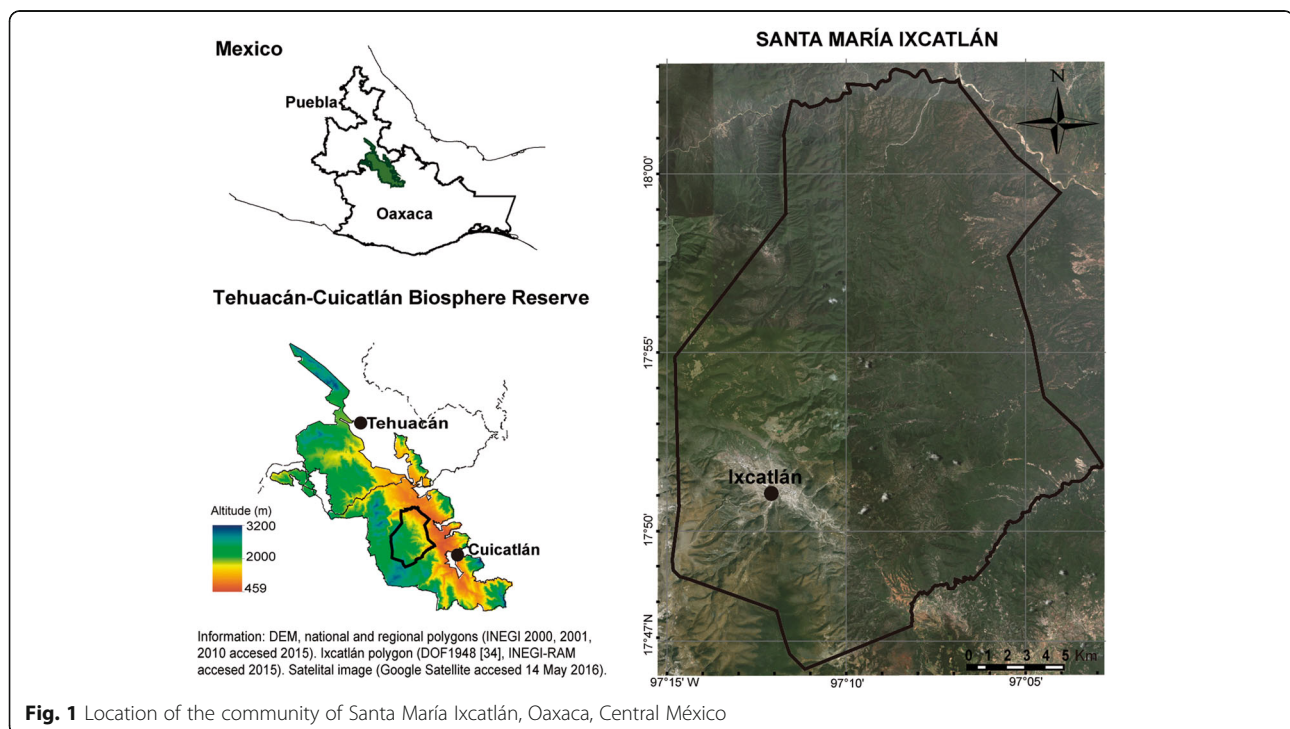 Mexico
Puebla
Oaxaca
Tehuacán-Cuicatlán Biosphere Reserve
Tehuacán
Cuicatlán
Altitude (m)
3200
2000
459
Information: DEM, national and regional polygons (INEGI 2000, 2001,
2010 accesed 2015). Ixcatlán polygon (DOF1948 [34), INEGI-RAM
accesed 2015). Satelital image (Google Satellite accesed 14 May 2016).
SANTA MARÍA IXCATLÁN
N
18°00'
17°55'
17°50'
17°47'N
Ixcatlán
0 1 2 3 4 5 Km
97°15' W
97°10'
97°05'
Fig. 1 Location of the community of Santa María Ixcatlán, Oaxaca, Central México